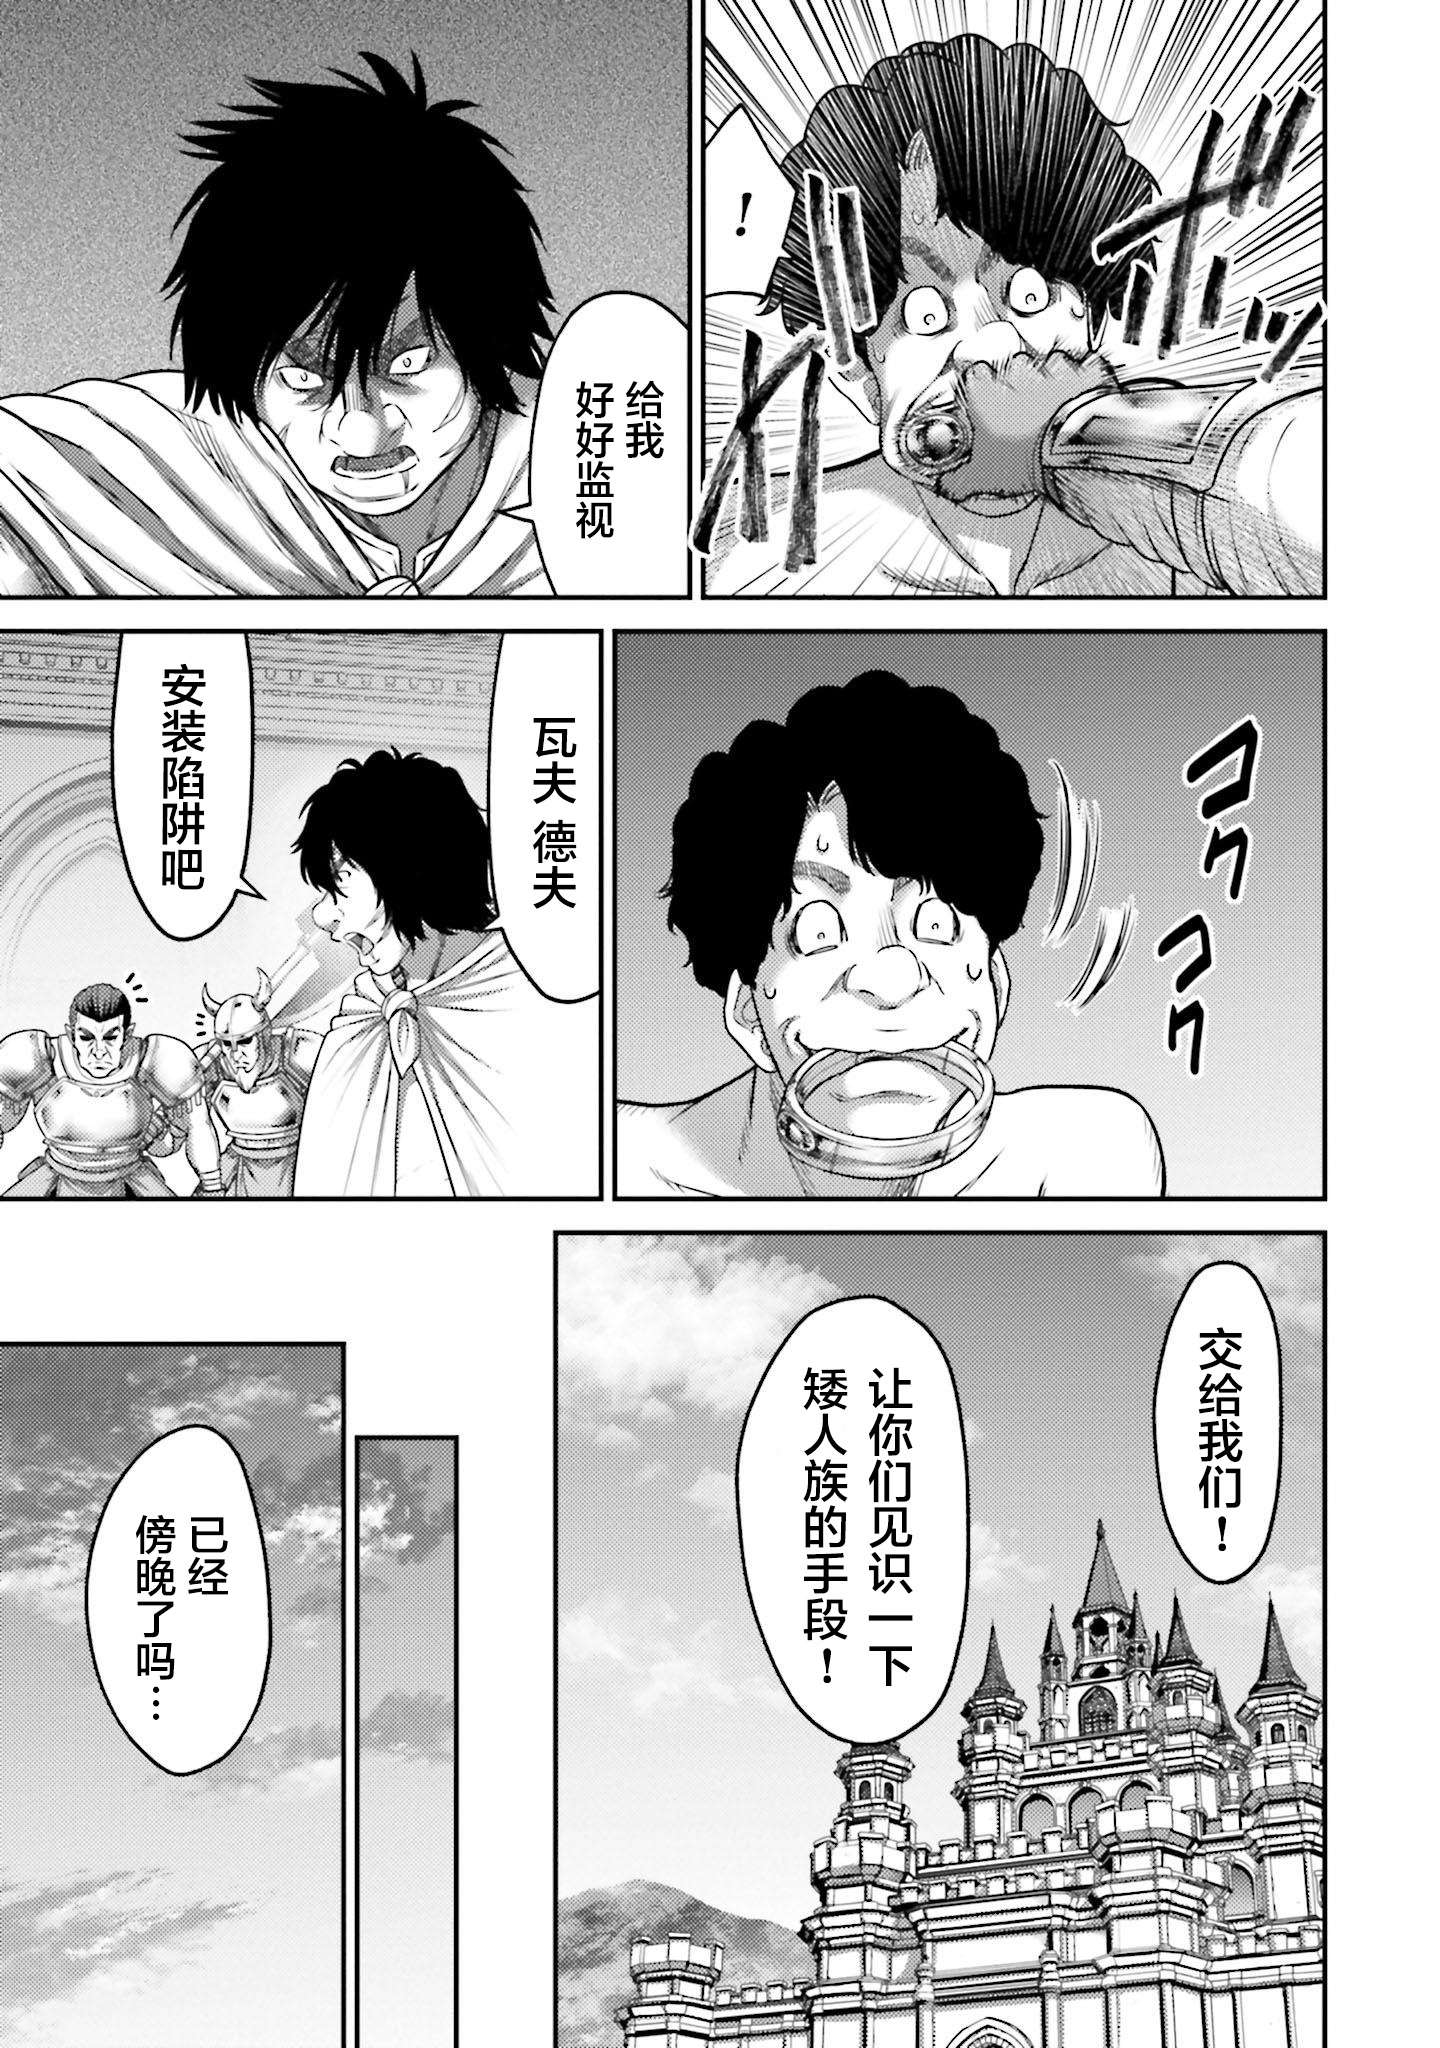 ！
ガボッ
給我
好好监视
コク
コク
瓦夫 德夫
安装陷阱吧
交给我们！
让你们见识一下
矮人族的手段！
已经
傍晚了吗…